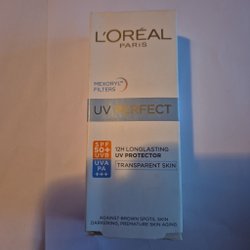 L'ORÉAL
PARIS
MEXORYL
FILTERS
UV PERFECT
SPF
50+
UVB
UVA
PA
+++
12H LONGLASTING
UV PROTECTOR
TRANSPARENT SKIN
AGAINST BROWN SPOTS, SKIN
DARKENING, PREMATURE SKIN AGING